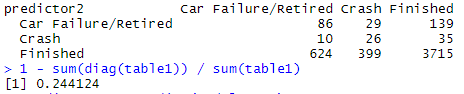 predictor2 Car Failure/Retired Crash Finished
Car Failure/Retired 86 29 139
Crash 10 26 35
Finished 624 399 3715
> 1 - sum(diag(table1)) / sum(table1)
[1] 0.244124